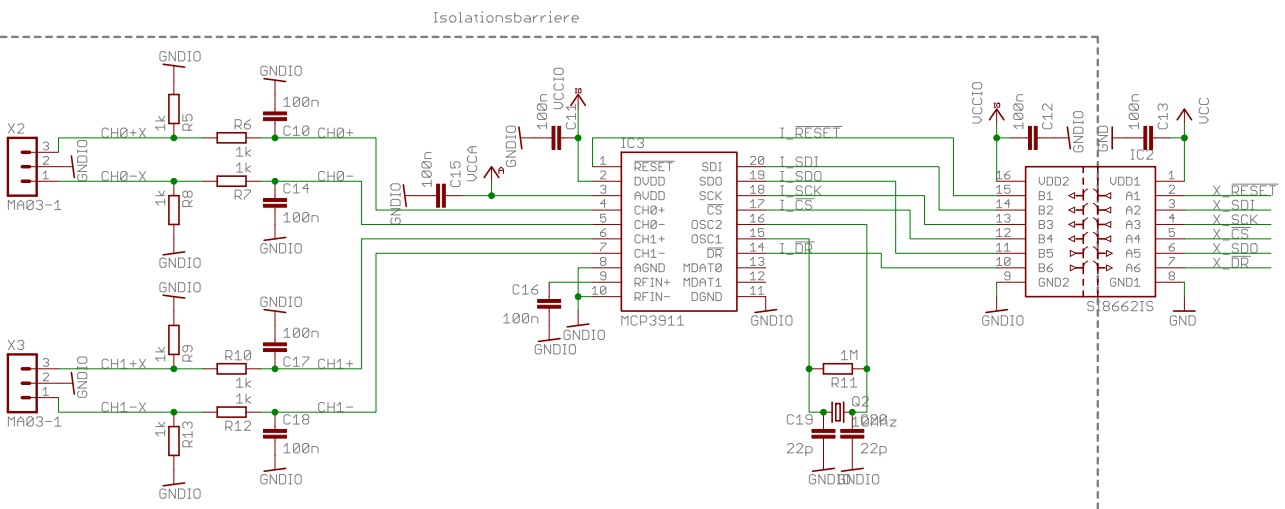 Isolationsbarriere
GNDIO
GNDIO
1k
R5
100n
C10
X2
3
2
1
MA03-1
CH0+X
GNDIO
CH0-X
R6
1k
CH0+
1k
R7
CH0-
1k
R8
C14
100n
GNDIO
GNDIO
GNDIO
100n
C15
VCCA
A
GNDIO
100n
C11
VCCIO
IO
IC3
1
2
3
4
5
6
7
8
9
10
RESET
DVDD
AVDD
CH0+
CH0-
CH1+
CH1-
AGND
RFIN+
RFIN-
SDI
SDO
SCK
CS
OSC2
OSC1
DR
MDAT0
MDAT1
DGND
20
19
18
17
16
15
14
13
12
11
MCP3911
I_RESET
I_SDI
I_SDO
I_SCK
I_CS
I_DR
C16
100n
GNDIO
GNDIO
GNDIO
VCCIO
IO
100n
C12
GNDIO
GND
100n
C13
VCC
IC2
16
15
14
13
12
11
10
9
VDD2
B1
B2
B3
B4
B5
B6
GND2
VDD1
A1
A2
A3
A4
A5
A6
GND1
1
2
3
4
5
6
7
8
SI8662IS
X_RESET
X_SDI
X_SCK
X_CS
X_SDO
X_DR
GNDIO
GND
GNDIO
GNDIO
1k
R9
100n
C17
X3
3
2
1
MA03-1
CH1+X
GNDIO
CH1-X
R10
1k
CH1+
1k
R12
CH1-
1k
R13
C18
100n
GNDIO
GNDIO
1M
R11
Q2
10MHz
C19
22p
C20
22p
GNDIO
GNDIO